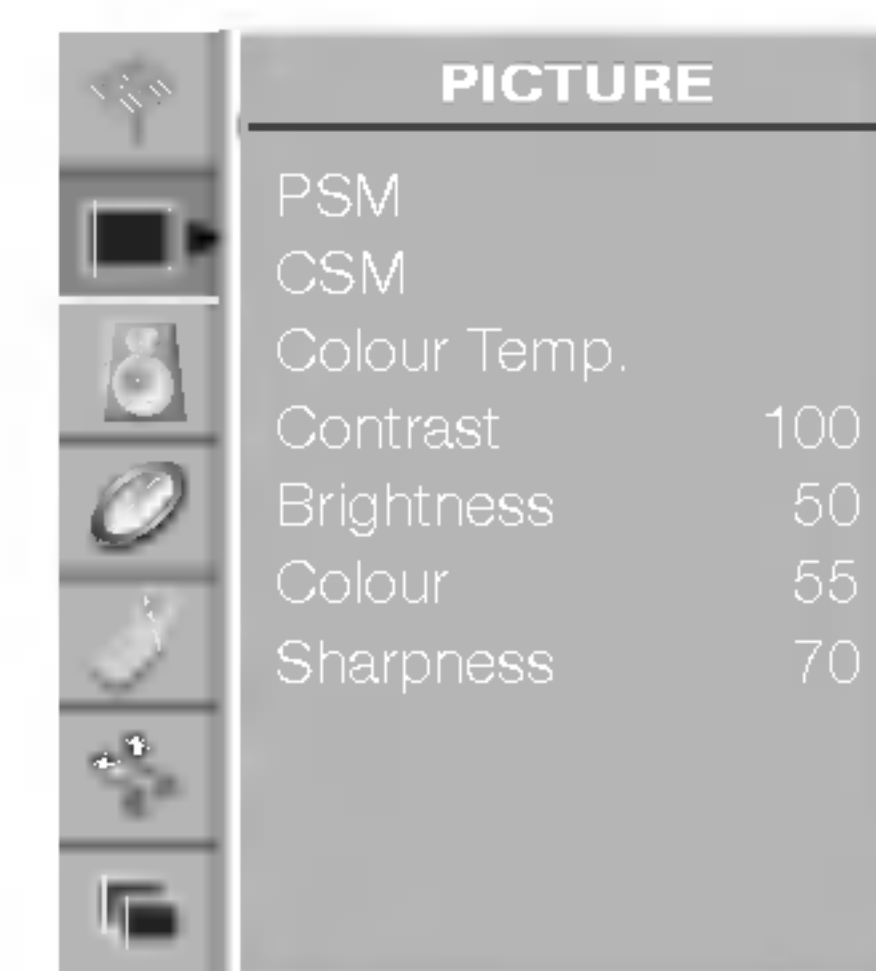 PICTURE
PSM
CSM
Colour Temp.
Contrast 100
Brightness 50
Colour 55
Sharpness 70